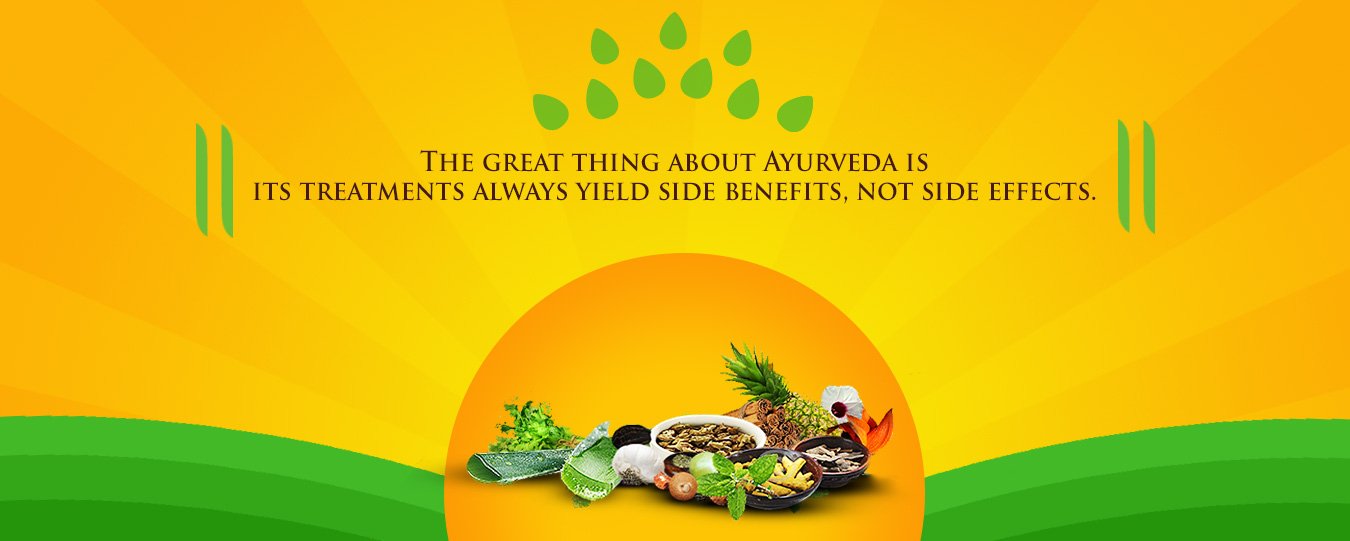 The great thing about Ayurveda is
its treatments always yield side benefits, not side effects.